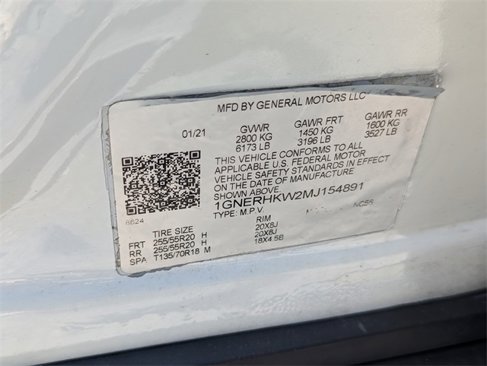 MFD BY GENERAL MOTORS LLC
01/21 GVWR GAWR FRT GAWR RR
2800 KG 1450 KG 1600 KG
6173 LB 3196 LB 3527 LB
THIS VEHICLE CONFORMS TO ALL
APPLICABLE U.S. FEDERAL MOTOR
VEHICLE SAFETY STANDARDS IN
EFFECT ON THE DATE OF MANUFACTURE
SHOWN ABOVE.
1GNERHKW2MJ154891
8624 TYPE: M.P.V
TIRE SIZE RIM
FRT 255/55R20 H 20X8J
RR 255/55R20 H 20X8J
SPA T135/70R18 M 18X4.5B